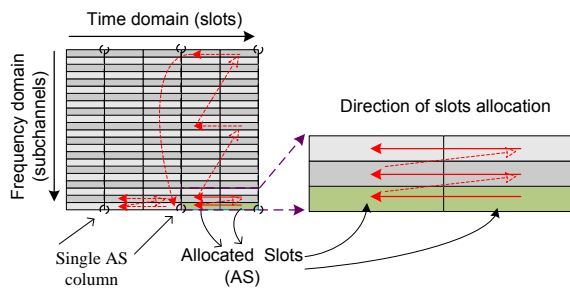 Time domain (slots)
Frequency domain
(subchannels)
Direction of slots allocation
Single AS
column
Allocated Slots
(AS)